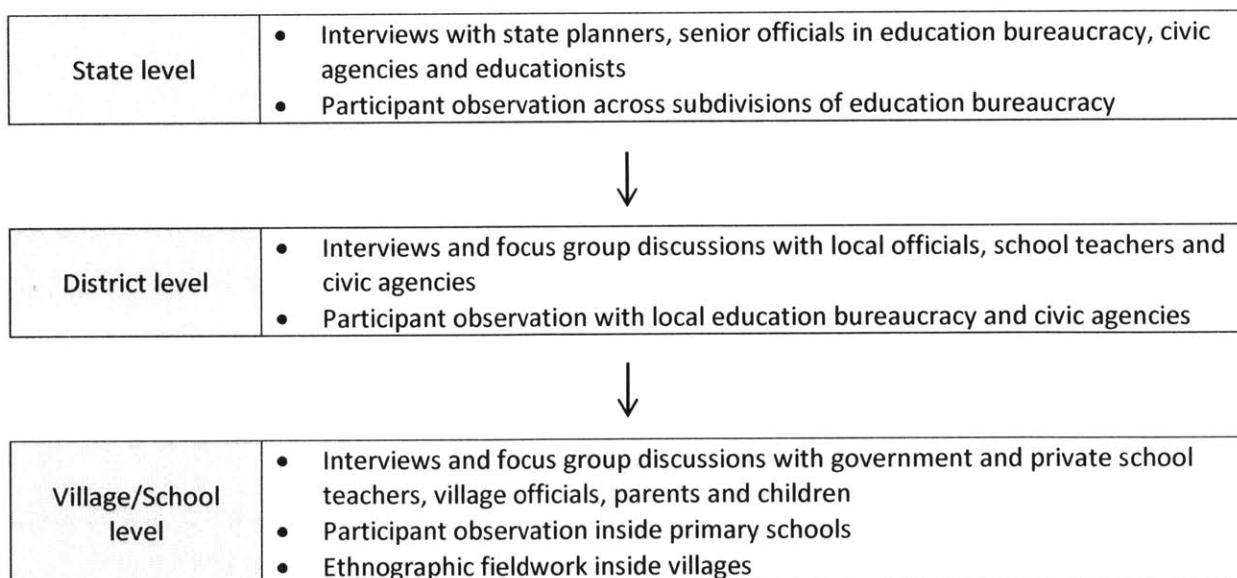 State level
• Interviews with state planners, senior officials in education bureaucracy, civic
agencies and educationists
• Participant observation across subdivisions of education bureaucracy
District level
• Interviews and focus group discussions with local officials, school teachers and
civic agencies
• Participant observation with local education bureaucracy and civic agencies
Village/School
level
• Interviews and focus group discussions with government and private school
teachers, village officials, parents and children
• Participant observation inside primary schools
• Ethnographic fieldwork inside villages